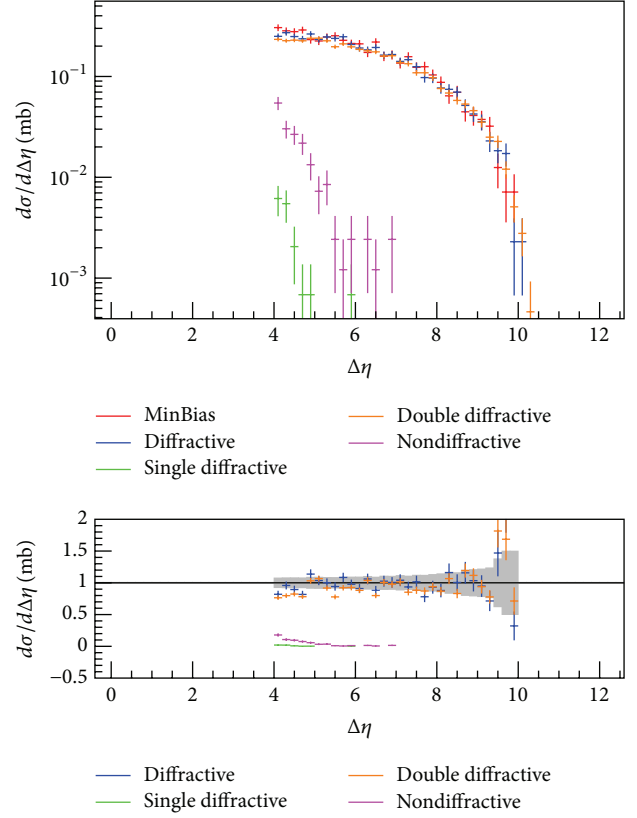 dσ/dΔη (mb)
10⁻¹
10⁻²
10⁻³
0 2 4 6 8 10 12
Δη
MinBias
Diffractive
Single diffractive
Double diffractive
Nondiffractive
dσ/dΔη (mb)
2
1.5
1
0.5
0
−0.5
0 2 4 6 8 10 12
Δη
Diffractive
Single diffractive
Double diffractive
Nondiffractive